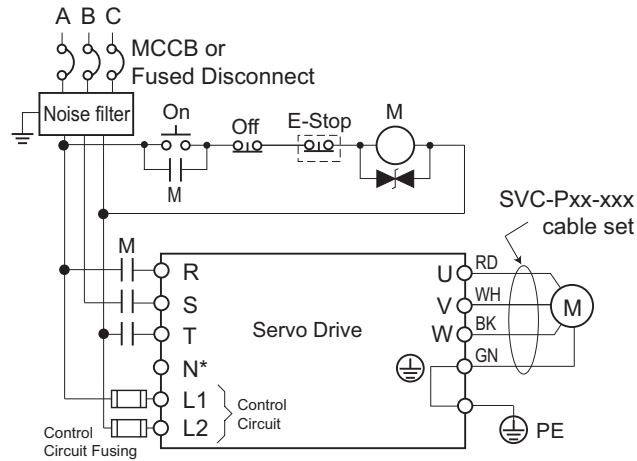 A B C
MCCB or
Fused Disconnect
Noise filter
On
Off
E-Stop
M
M
SVC-Pxx-xxx
cable set
M
R
S
T
N*
L1
L2
Control
Circuit
Servo Drive
U
V
W
RD
WH
BK
GN
M
PE
Control
Circuit Fusing